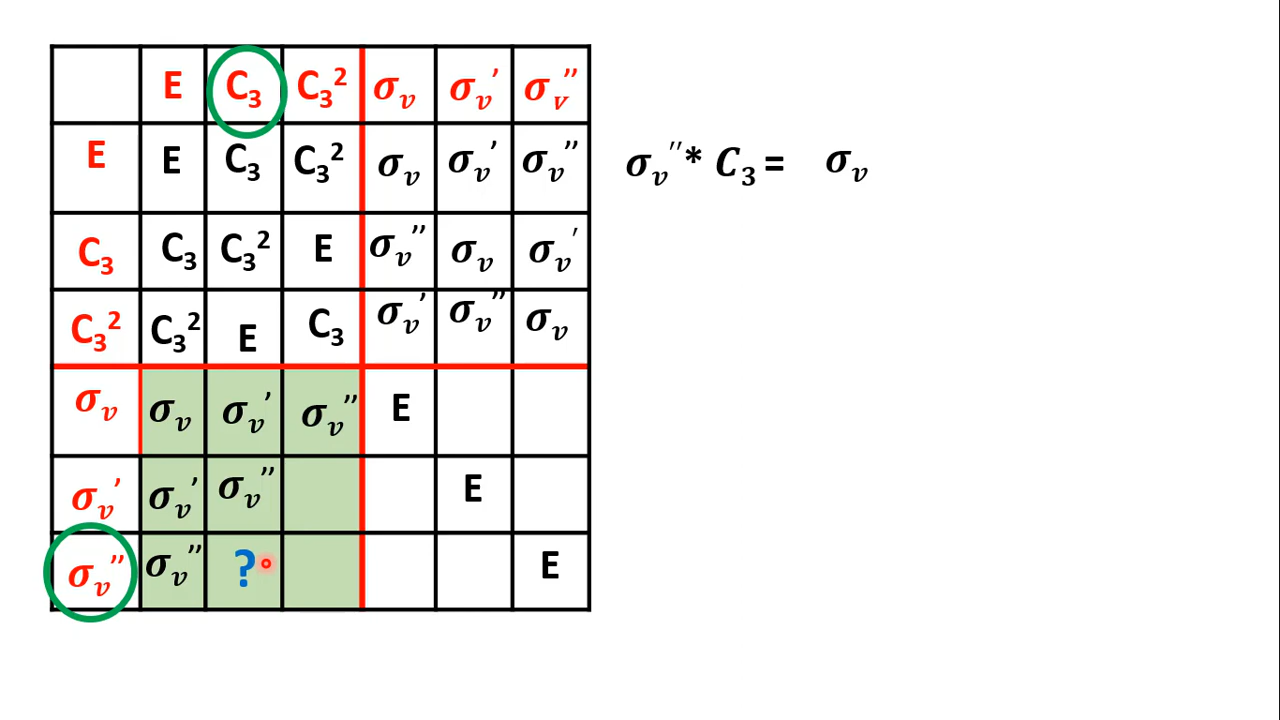 E C₃ C₃² σᵥ σᵥ’ σᵥ”
E E C₃ C₃² σᵥ σᵥ’ σᵥ”
C₃ C₃ C₃² E σᵥ” σᵥ σᵥ′
C₃² C₃² E C₃ σᵥ’ σᵥ” σᵥ
σᵥ σᵥ σᵥ’ σᵥ” E
σᵥ’ σᵥ’ σᵥ” E
σᵥ” σᵥ” ? E
σᵥ″* C₃ = σᵥ